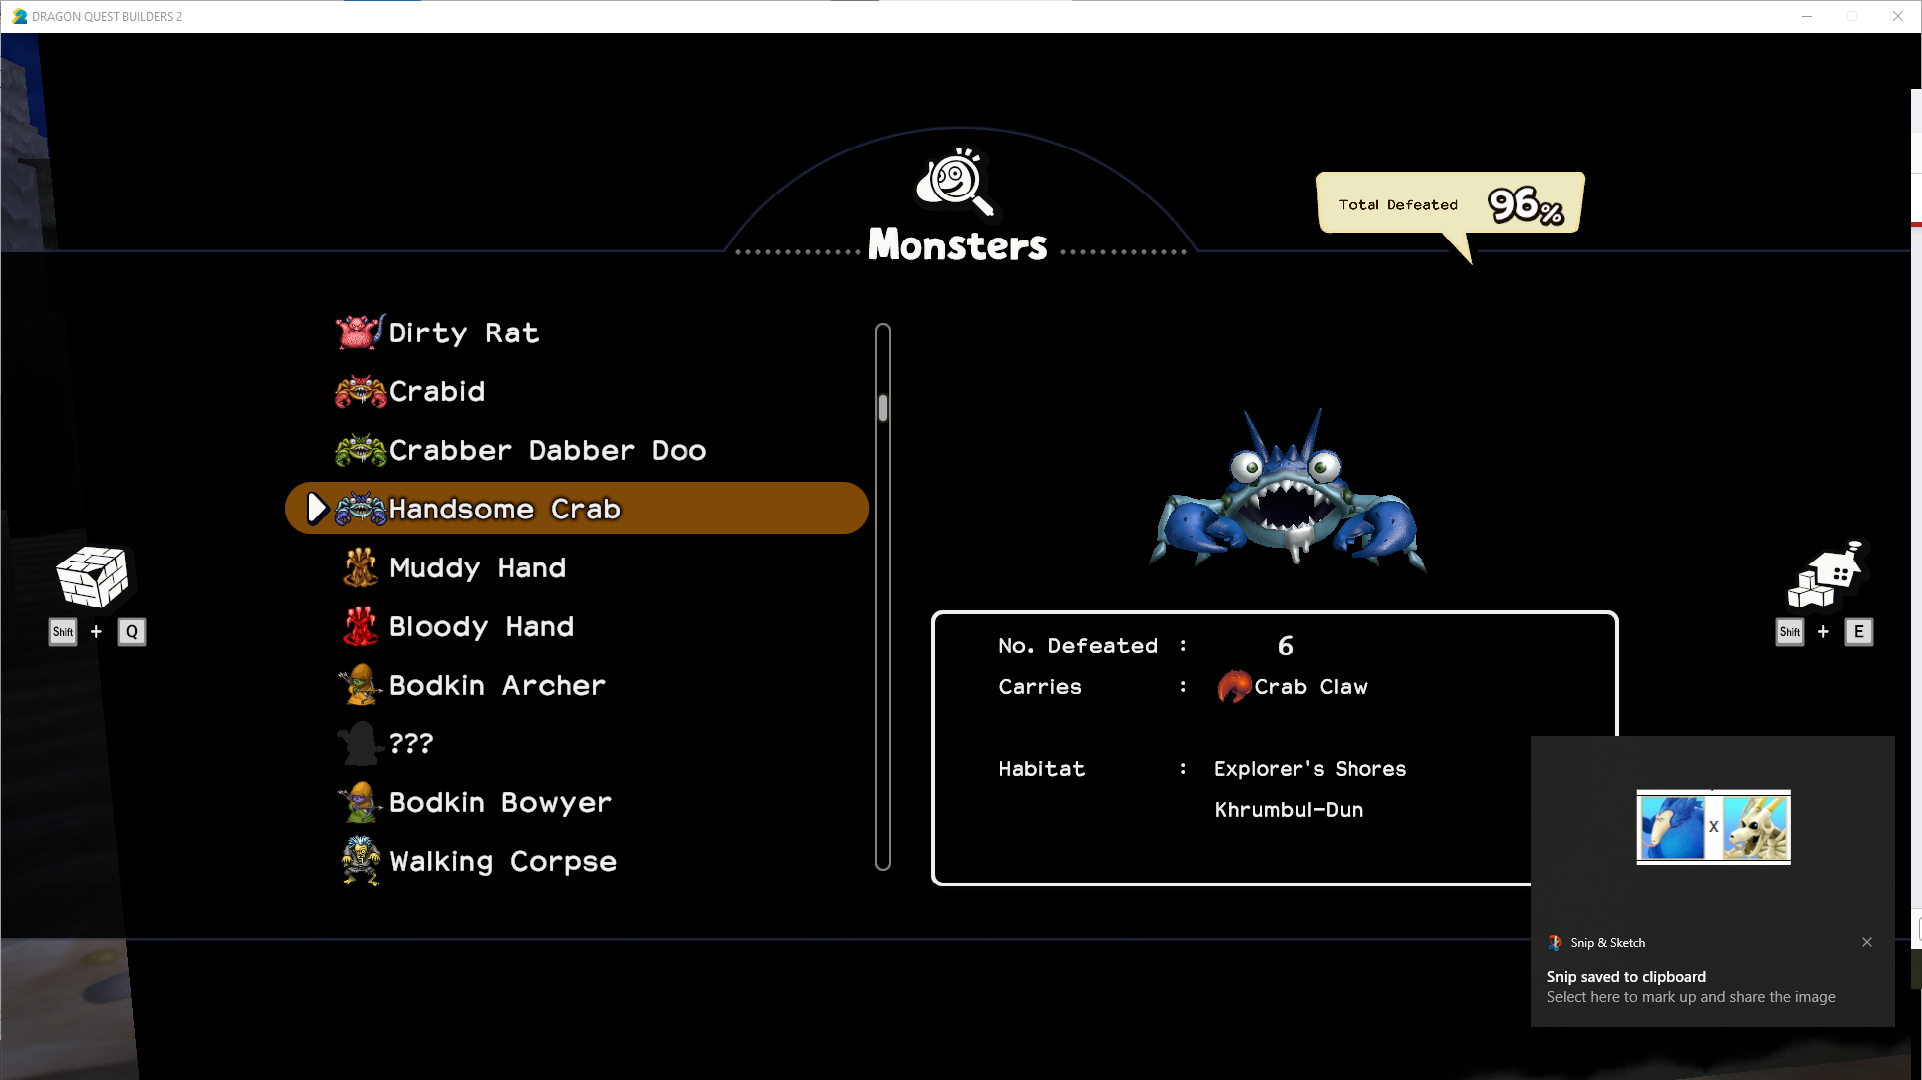 DRAGON QUEST BUILDERS 2
Total Defeated 96%
Monsters
Dirty Rat
Crabid
Crabber Dabber Doo
Handsome Crab
Muddy Hand
Bloody Hand
Bodkin Archer
???
Bodkin Bowyer
Walking Corpse
Shift + Q
No. Defeated : 6
Carries : Crab Claw
Habitat : Explorer's Shores
Khrumbul-Dun
Shift + E
X
Snip & Sketch
Snip saved to clipboard
Select here to mark up and share the image